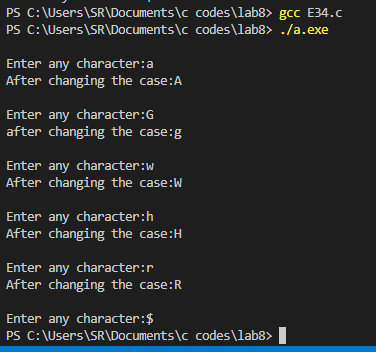 PS C:\Users\SR\Documents\c codes\lab8> gcc E34.c
PS C:\Users\SR\Documents\c codes\lab8> ./a.exe
Enter any character:a
After changing the case:A
Enter any character:G
after changing the case:g
Enter any character:w
After changing the case:W
Enter any character:h
After changing the case:H
Enter any character:r
After changing the case:R
Enter any character:$
PS C:\Users\SR\Documents\c codes\lab8>